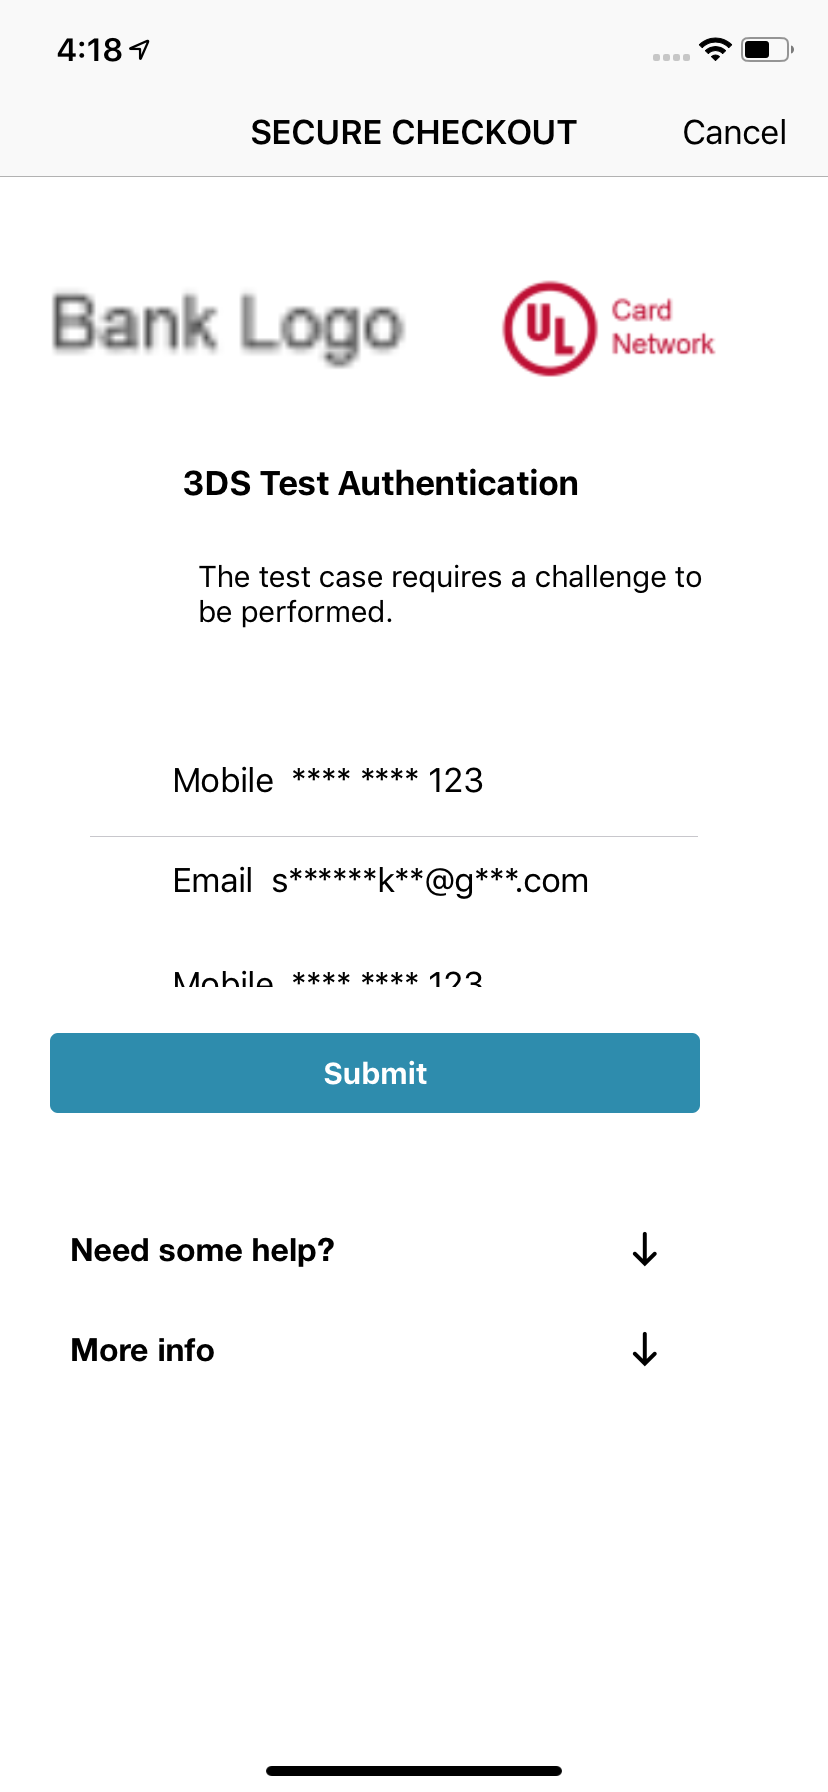 4:18
SECURE CHECKOUT
Cancel
Bank Logo
UL
Card
Network
3DS Test Authentication
The test case requires a challenge to
be performed.
Mobile **** **** 123
Email s******k**@g***.com
Mobile **** **** 123
Submit
Need some help?
More info